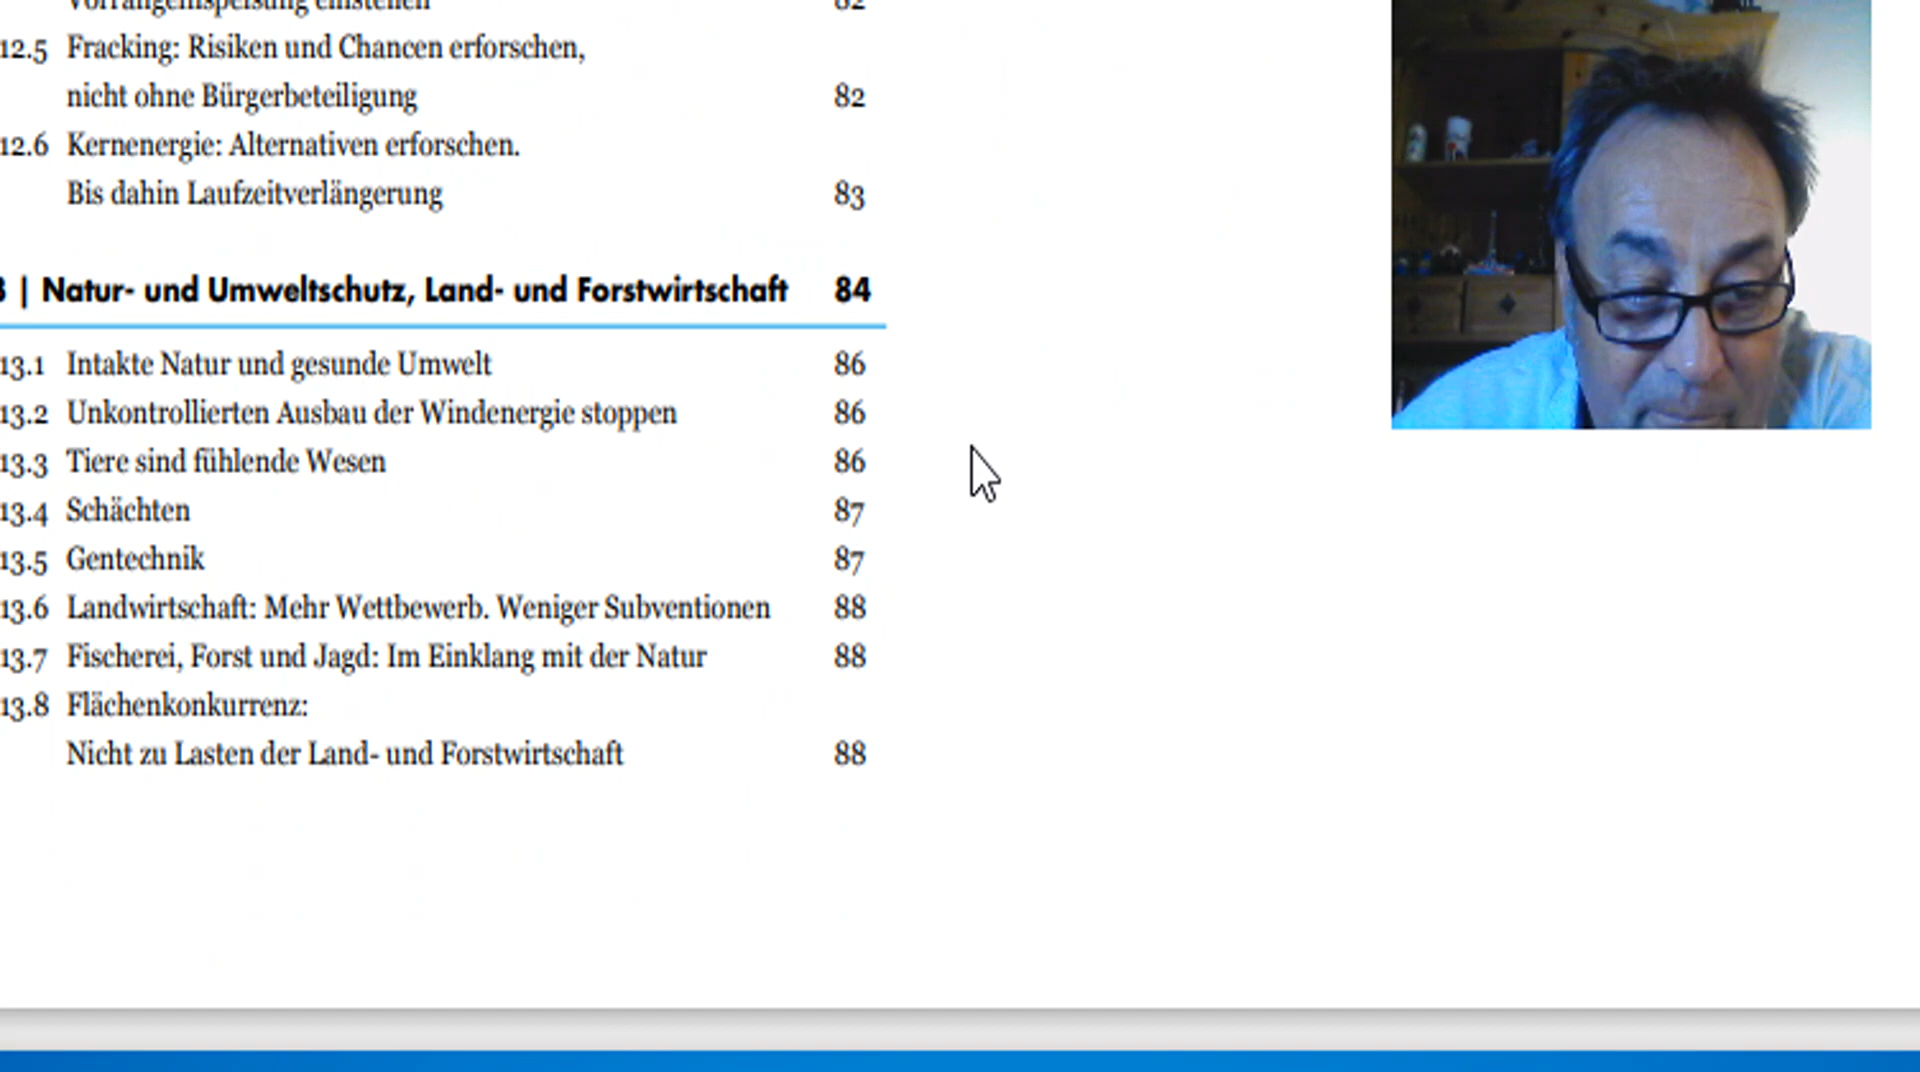 Vorrangeinspeisung einstellen 82
12.5 Fracking: Risiken und Chancen erforschen,
nicht ohne Bürgerbeteiligung 82
12.6 Kernenergie: Alternativen erforschen.
Bis dahin Laufzeitverlängerung 83
| Natur- und Umweltschutz, Land- und Forstwirtschaft 84
13.1 Intakte Natur und gesunde Umwelt 86
13.2 Unkontrollierten Ausbau der Windenergie stoppen 86
13.3 Tiere sind fühlende Wesen 86
13.4 Schächten 87
13.5 Gentechnik 87
13.6 Landwirtschaft: Mehr Wettbewerb. Weniger Subventionen 88
13.7 Fischerei, Forst und Jagd: Im Einklang mit der Natur 88
13.8 Flächenkonkurrenz:
Nicht zu Lasten der Land- und Forstwirtschaft 88